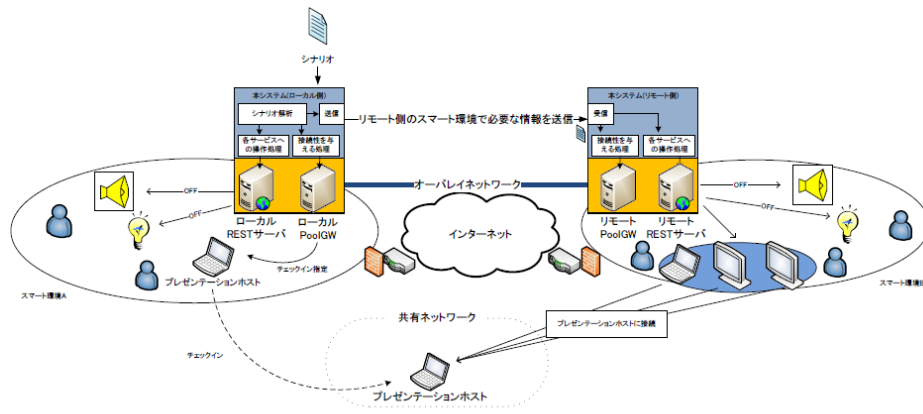 シナリオ
本システム(ローカル側)
シナリオ解析
送信
各サービスへ
の操作処理
接続性を与
える処理
リモート側のスマート環境で必要な情報を送信
本システム(リモート側)
受信
接続性を与
える処理
各サービスへ
の操作処理
OFF
OFF
ローカル
RESTサーバ
ローカル
PoolGW
オーバレイネットワーク
インターネット
リモート
PoolGW
リモート
RESTサーバ
OFF
OFF
チェックイン指定
プレゼンテーションホスト
スマート環境A
スマート環境B
共有ネットワーク
プレゼンテーションホストに接続
チェックイン
プレゼンテーションホスト